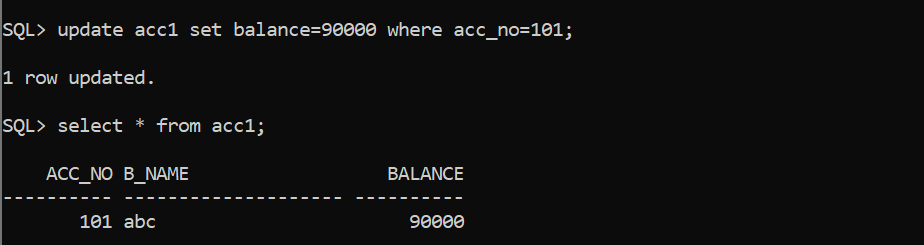 SQL> update acc1 set balance=90000 where acc_no=101;
1 row updated.
SQL> select * from acc1;
    ACC_NO B_NAME                  BALANCE
---------- -------------------- ----------
       101 abc                       90000